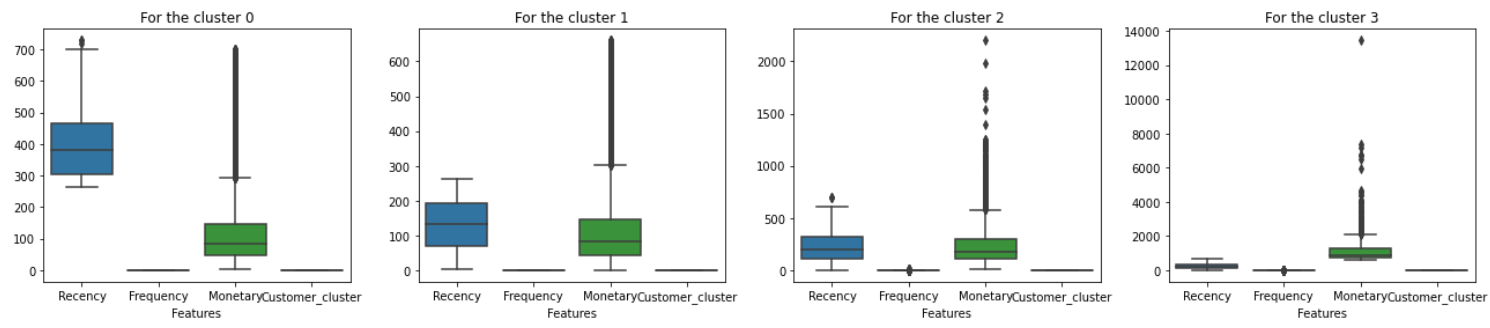 For the cluster 0
700
600
500
400
300
200
100
0
Recency Frequency Monetary Customer_cluster
Features
For the cluster 1
600
500
400
300
200
100
0
Recency Frequency Monetary Customer_cluster
Features
For the cluster 2
2000
1500
1000
500
0
Recency Frequency Monetary Customer_cluster
Features
For the cluster 3
14000
12000
10000
8000
6000
4000
2000
0
Recency Frequency Monetary Customer_cluster
Features